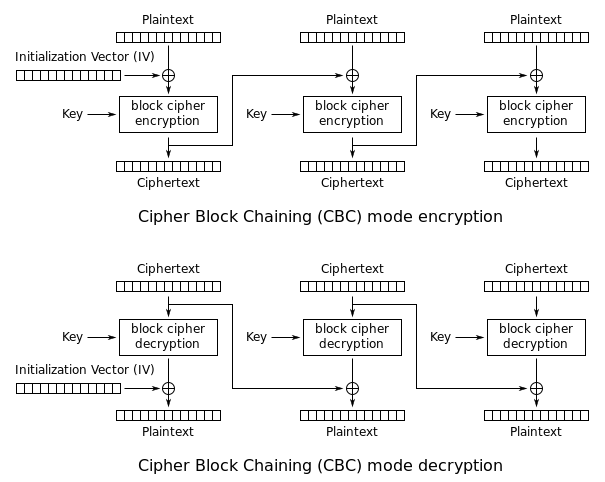 Plaintext Plaintext Plaintext
Initialization Vector (IV)
Key block cipher encryption Key block cipher encryption Key block cipher encryption
Ciphertext Ciphertext Ciphertext
Cipher Block Chaining (CBC) mode encryption
Ciphertext Ciphertext Ciphertext
Key block cipher decryption Key block cipher decryption Key block cipher decryption
Initialization Vector (IV)
Plaintext Plaintext Plaintext
Cipher Block Chaining (CBC) mode decryption